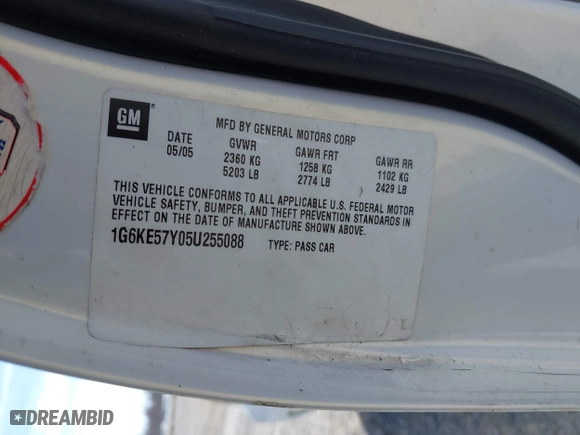 GM
MFD BY GENERAL MOTORS CORP
DATE GVWR GAWR FRT GAWR RR
05/05 2360 KG 1258 KG 1102 KG
5203 LB 2774 LB 2429 LB
THIS VEHICLE CONFORMS TO ALL APPLICABLE U.S. FEDERAL MOTOR
VEHICLE SAFETY, BUMPER, AND THEFT PREVENTION STANDARDS IN
EFFECT ON THE DATE OF MANUFACTURE SHOWN ABOVE.
1G6KE57Y05U255088 TYPE: PASS CAR
DREAMBID